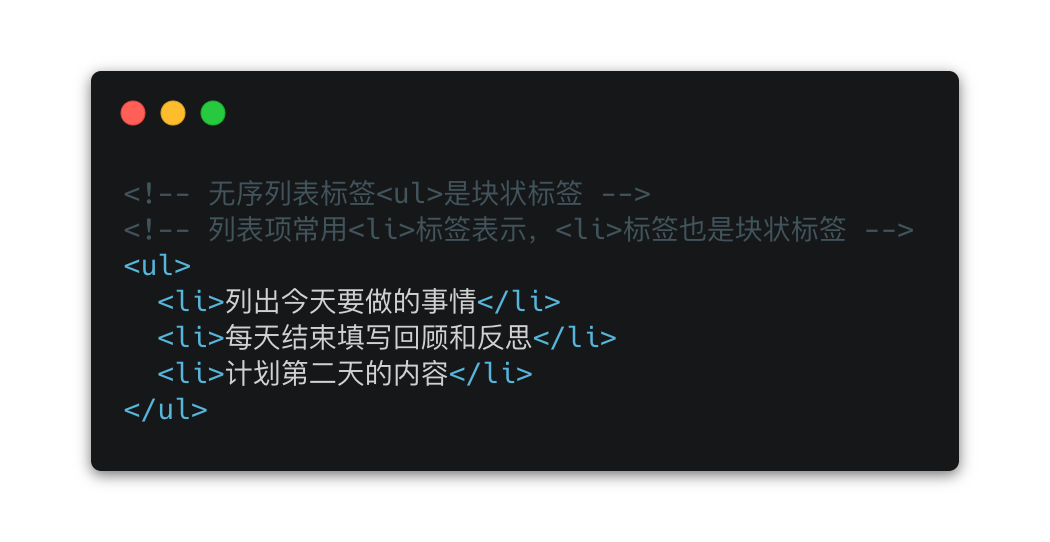 <!-- 无序列表标签<ul>是块状标签 -->
<!-- 列表项常用<li>标签表示，<li>标签也是块状标签 -->
<ul>
  <li>列出今天要做的事情</li>
  <li>每天结束填写回顾和反思</li>
  <li>计划第二天的内容</li>
</ul>